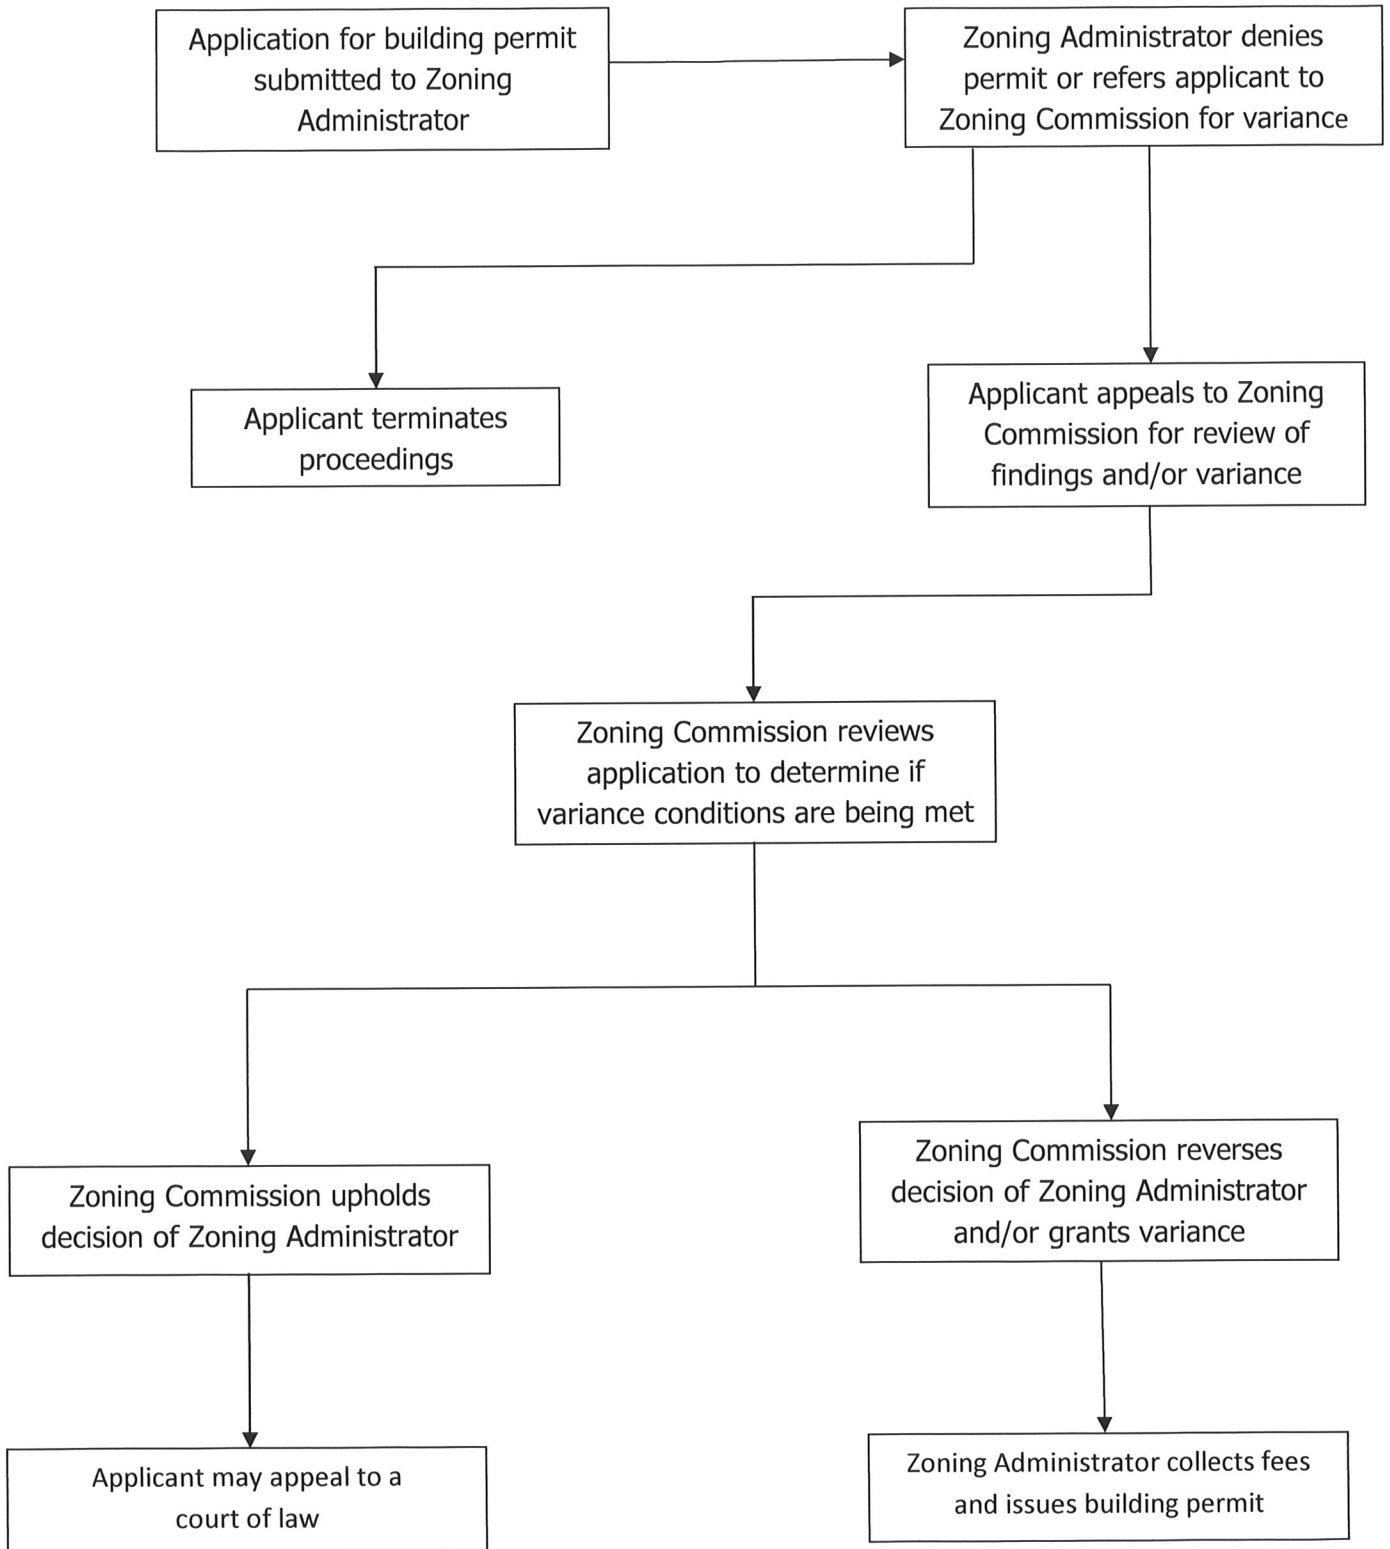 Application for building permit
submitted to Zoning
Administrator
Zoning Administrator denies
permit or refers applicant to
Zoning Commission for variance
Applicant terminates
proceedings
Applicant appeals to Zoning
Commission for review of
findings and/or variance
Zoning Commission reviews
application to determine if
variance conditions are being met
Zoning Commission upholds
decision of Zoning Administrator
Zoning Commission reverses
decision of Zoning Administrator
and/or grants variance
Applicant may appeal to a
court of law
Zoning Administrator collects fees
and issues building permit